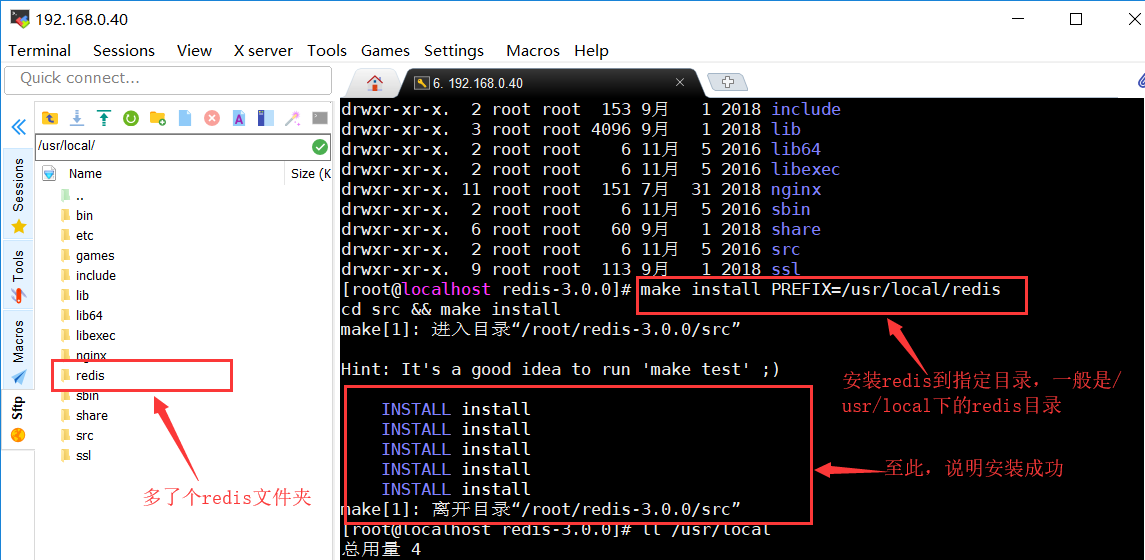 192.168.0.40
Terminal Sessions View X server Tools Games Settings Macros Help
Quick connect...
6. 192.168.0.40
/usr/local/
Name Size (K
..
bin
etc
games
include
lib
lib64
libexec
nginx
redis
sbin
share
src
ssl
Sessions
Tools
Macros
Sftp
多了个redis文件夹
drwxr-xr-x. 2 root root 153 9月 1 2018 include
drwxr-xr-x. 3 root root 4096 9月 1 2018 lib
drwxr-xr-x. 2 root root 6 11月 5 2016 lib64
drwxr-xr-x. 2 root root 6 11月 5 2016 libexec
drwxr-xr-x. 11 root root 151 7月 31 2018 nginx
drwxr-xr-x. 2 root root 6 11月 5 2016 sbin
drwxr-xr-x. 6 root root 60 9月 1 2018 share
drwxr-xr-x. 2 root root 6 11月 5 2016 src
drwxr-xr-x. 9 root root 113 9月 1 2018 ssl
[root@localhost redis-3.0.0]# make install PREFIX=/usr/local/redis
cd src && make install
make[1]: 进入目录“/root/redis-3.0.0/src”
Hint: It's a good idea to run 'make test' ;)
安装redis到指定目录，一般是/
usr/local下的redis目录
INSTALL install
INSTALL install
INSTALL install
INSTALL install
INSTALL install
至此，说明安装成功
make[1]: 离开目录“/root/redis-3.0.0/src”
[root@localhost redis-3.0.0]# ll /usr/local
总用量 4